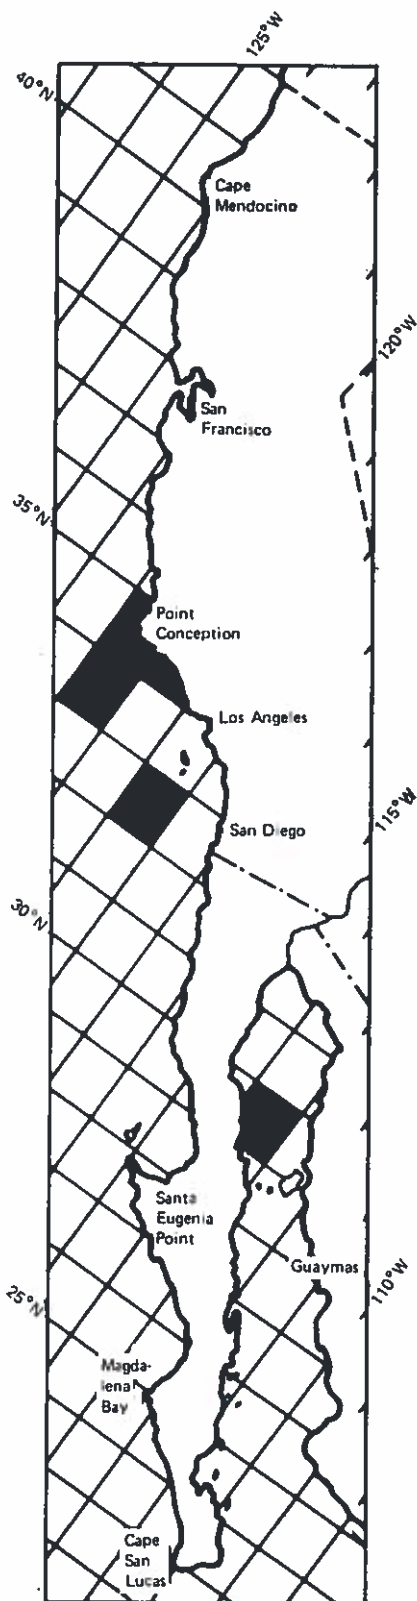 125°W
40°N
Cape
Mendocino
120°W
San
Francisco
35°N
Point
Conception
Los Angeles
115°W
San Diego
30°N
Santa
Eugenia
Point
Guaymas
110°W
25°N
Magda-
lena
Bay
Cape
San
Lucas